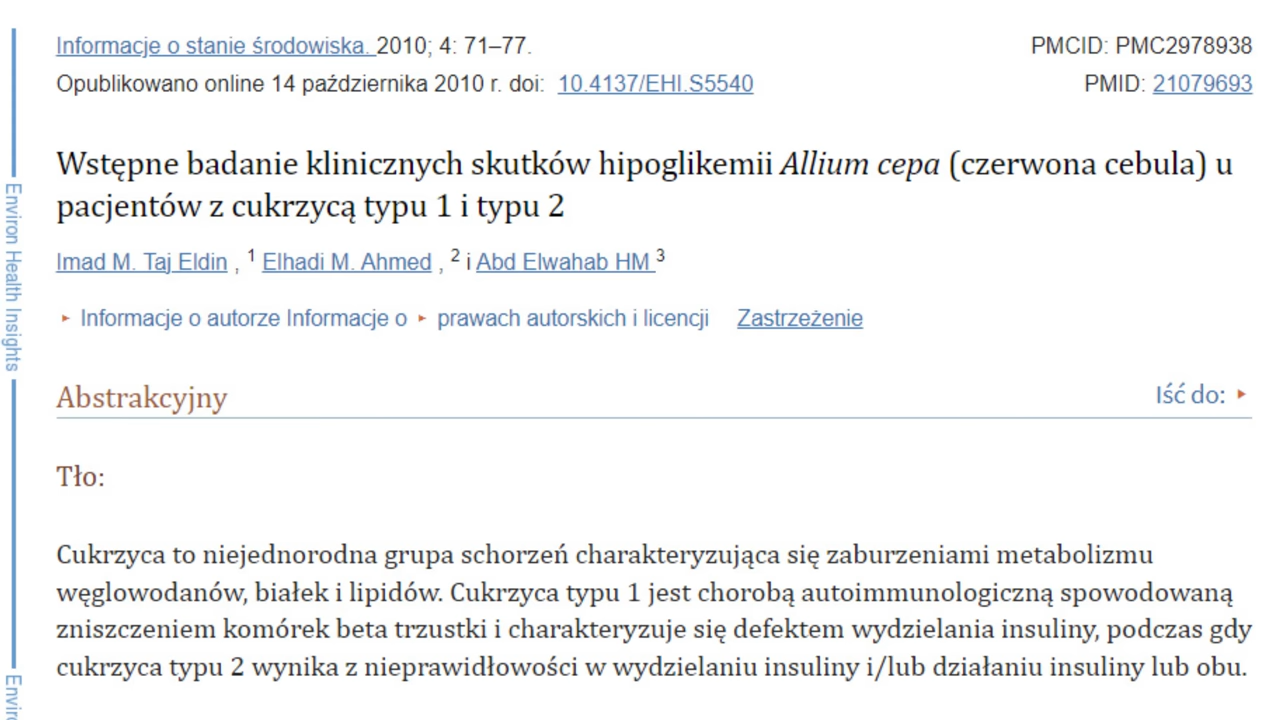 Informacje o stanie środowiska. 2010; 4: 71–77.
PMCID: PMC2978938
Opublikowano online 14 października 2010 r. doi: 10.4137/EHI.S5540
PMID: 21079693
Wstępne badanie klinicznych skutków hipoglikemii Allium cepa (czerwona cebula) u
pacjentów z cukrzycą typu 1 i typu 2
Imad M. Taj Eldin , 1 Elhadi M. Ahmed , 2 i Abd Elwahab HM 3
▸ Informacje o autorze Informacje o ▸ prawach autorskich i licencji Zastrzeżenie
Abstrakcyjny
Iść do: ▸
Tło:
Cukrzyca to niejednorodna grupa schorzeń charakteryzująca się zaburzeniami metabolizmu
węglowodanów, białek i lipidów. Cukrzyca typu 1 jest chorobą autoimmunologiczną spowodowaną
zniszczeniem komórek beta trzustki i charakteryzuje się defektem wydzielania insuliny, podczas gdy
cukrzyca typu 2 wynika z nieprawidłowości w wydzielaniu insuliny i/lub działaniu insuliny lub obu.
Environ Health Insights